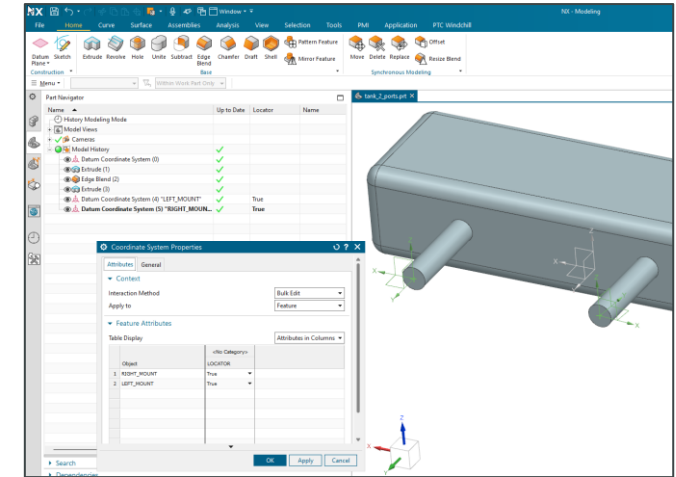 NX Window NX - Modeling
File Home Curve Surface Assemblies Analysis View Selection Tools PMI Application PTC Windchill
Datum Plane Sketch Extrude Revolve Hole Unite Subtract Edge Blend Chamfer Draft Shell Pattern Feature Mirror Feature Move Delete Replace Offset Resize Blend
Construction Base Synchronous Modeling
Menu Within Work Part Only
Part Navigator tank_2_ports.prt
Name Up to Date Locator Name
History Modeling Mode
Model Views
Cameras
Model History
Datum Coordinate System (0)
Extrude (1)
Edge Blend (2)
Extrude (3)
Datum Coordinate System (4) "LEFT_MOUNT" True
Datum Coordinate System (5) "RIGHT_MOUN... True
Coordinate System Properties
Attributes General
Context
Interaction Method Bulk Edit
Apply to Feature
Feature Attributes
Table Display Attributes in Columns
<No Category>
Object LOCATOR
1 RIGHT_MOUNT True
2 LEFT_MOUNT True
OK Apply Cancel
Search
Dependencies
Z
X
X
Y
X
Z
X
Y